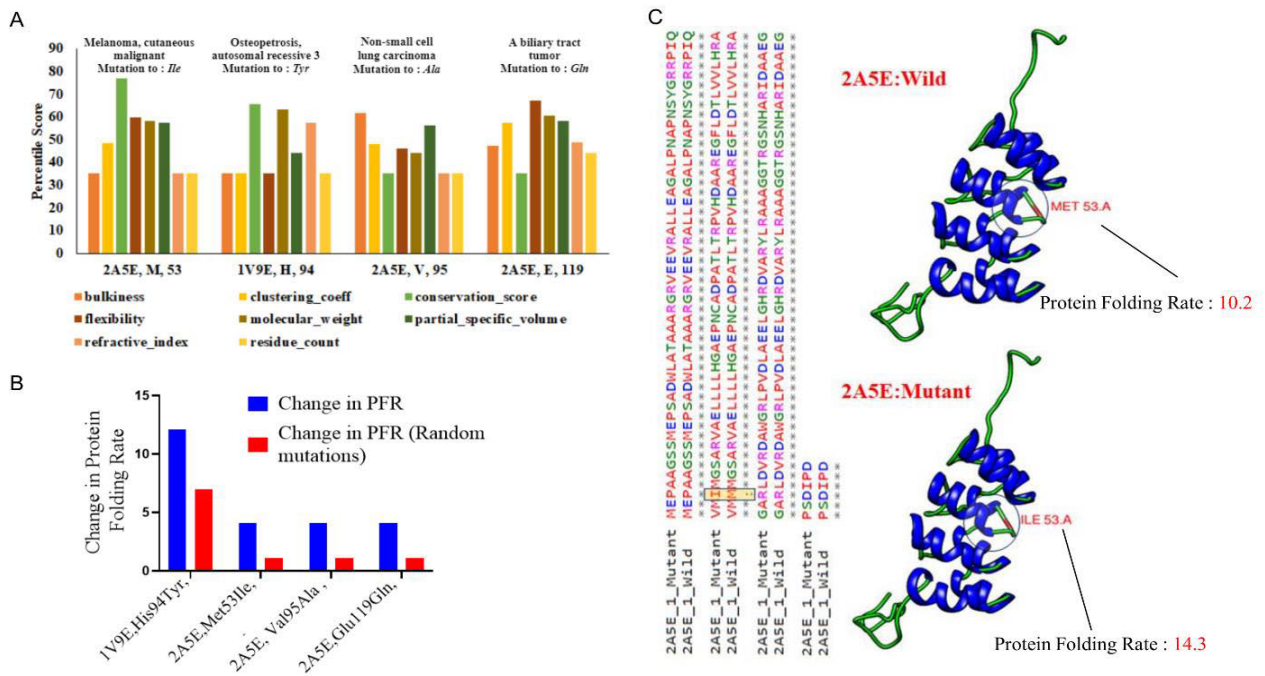 A
Melanoma, cutaneous
malignant
Mutation to : Ile
Osteopetrosis,
autosomal recessive 3
Mutation to : Tyr
Non-small cell
lung carcinoma
Mutation to : Ala
A biliary tract
tumor
Mutation to : Gln
Percentile Score
90
80
70
60
50
40
30
20
10
0
2A5E, M, 53
1V9E, H, 94
2A5E, V, 95
2A5E, E, 119
bulkiness
clustering_coeff
conservation_score
flexibility
molecular_weight
partial_specific_volume
refractive_index
residue_count
B
Change in Protein
Folding Rate
15
10
5
0
Change in PFR
Change in PFR (Random
mutations)
1V9E,His94Tyr,
2A5E,Met53Ile,
2A5E, Val95Ala ,
2A5E,Glu119Gln,
C
2A5E_1_Mutant MEPAAGSSMEPSADWLATAAARGRVEEVRALLEAGALPNAPNSYGRRPIQ
2A5E_1_Wild MEPAAGSSMEPSADWLATAAARGRVEEVRALLEAGALPNAPNSYGRRPIQ
**************************************************
2A5E_1_Mutant VMIMGSARVAELLLLHGAEPNCADPATLTRPVHDAAREGFLDTLVVLHRA
2A5E_1_Wild VMMMGSARVAELLLLHGAEPNCADPATLTRPVHDAAREGFLDTLVVLHRA
**:***********************************************
2A5E_1_Mutant GARLDVRDAWGRLPVDLAEELGHRDVARYLRAAAGGTRGSNHARIDAAEG
2A5E_1_Wild GARLDVRDAWGRLPVDLAEELGHRDVARYLRAAAGGTRGSNHARIDAAEG
**************************************************
2A5E_1_Mutant PSDIPD
2A5E_1_Wild PSDIPD
******
2A5E:Wild
MET 53.A
Protein Folding Rate : 10.2
2A5E:Mutant
ILE 53.A
Protein Folding Rate : 14.3